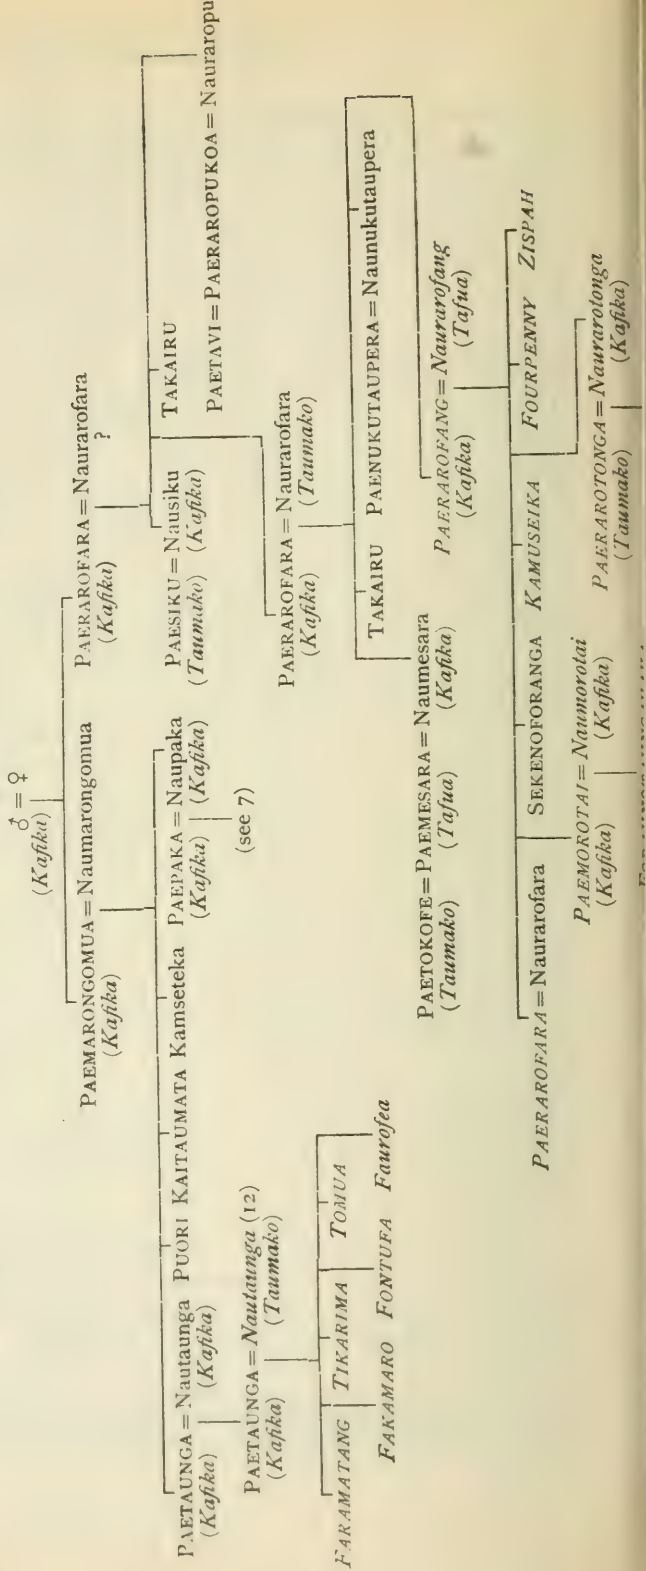 ♂ = ♀
(Kafika)
PAEMARONGOMUA = Naumarongomua
(Kafika)
PAERAROFARA = Naurarofara
(Kafika) ?
PAETAUNGA = Nautaunga PUORI KAITAUMATA Kamseteka PAEPAKA = Naupaka
(Kafika) (Kafika) (Kafika) (Kafika)
(see 7)
PAESIKU = Nausiku TAKAIRU
(Taumako) (Kafika)
PAETAVI = PAERAROPUKOA = Nauraropu
PAETAUNGA = Nautaunga (12)
(Kafika) (Taumako)
PAERAROFARA = Naurarofara
(Kafika) (Taumako)
FARAMATANG TIKARIMA TOMUA
FAKAMARO FONTUFA Faurofea
TAKAIRU PAENUKUTAUPERA = Naunukutaupera
PAETOKOFE = PAEMESARA = Naumesara
(Taumako) (Tafua) (Kafika)
PAERAROFANG = Naurarofang
(Kafika) (Tafua)
PAERAROFARA = Naurarofara SEKENOFORANGA KAMUSEIKA FOURPENNY ZISPAH
PAEMOROTAI = Naumorotai
(Kafika) (Kafika)
PAERAROTONGA = Naurarotonga
(Taumako) (Kafika)